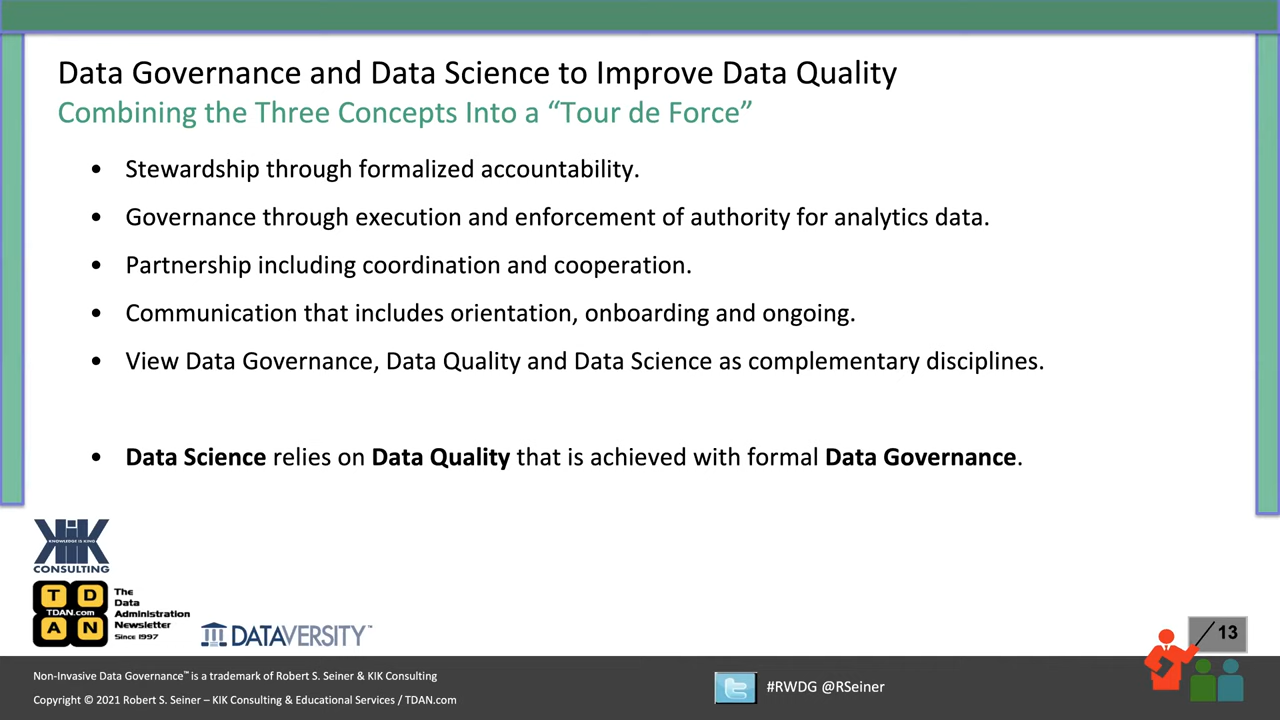 Data Governance and Data Science to Improve Data Quality
Combining the Three Concepts Into a “Tour de Force”
• Stewardship through formalized accountability.
• Governance through execution and enforcement of authority for analytics data.
• Partnership including coordination and cooperation.
• Communication that includes orientation, onboarding and ongoing.
• View Data Governance, Data Quality and Data Science as complementary disciplines.
• Data Science relies on Data Quality that is achieved with formal Data Governance.
KIK
KNOWLEDGE IS KING
CONSULTING
T D
TDAN.com
A N
The
Data
Administration
Newsletter
Since 1997
DATAVERSITY™
13
Non-Invasive Data Governance™ is a trademark of Robert S. Seiner & KIK Consulting
Copyright © 2021 Robert S. Seiner – KIK Consulting & Educational Services / TDAN.com
#RWDG @RSeiner